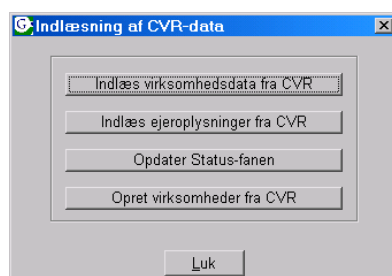 Indlæsning af CVR-data
Indlæs virksomhedsdata fra CVR
Indlæs ejeroplysninger fra CVR
Opdater Status-fanen
Opret virksomheder fra CVR
Luk